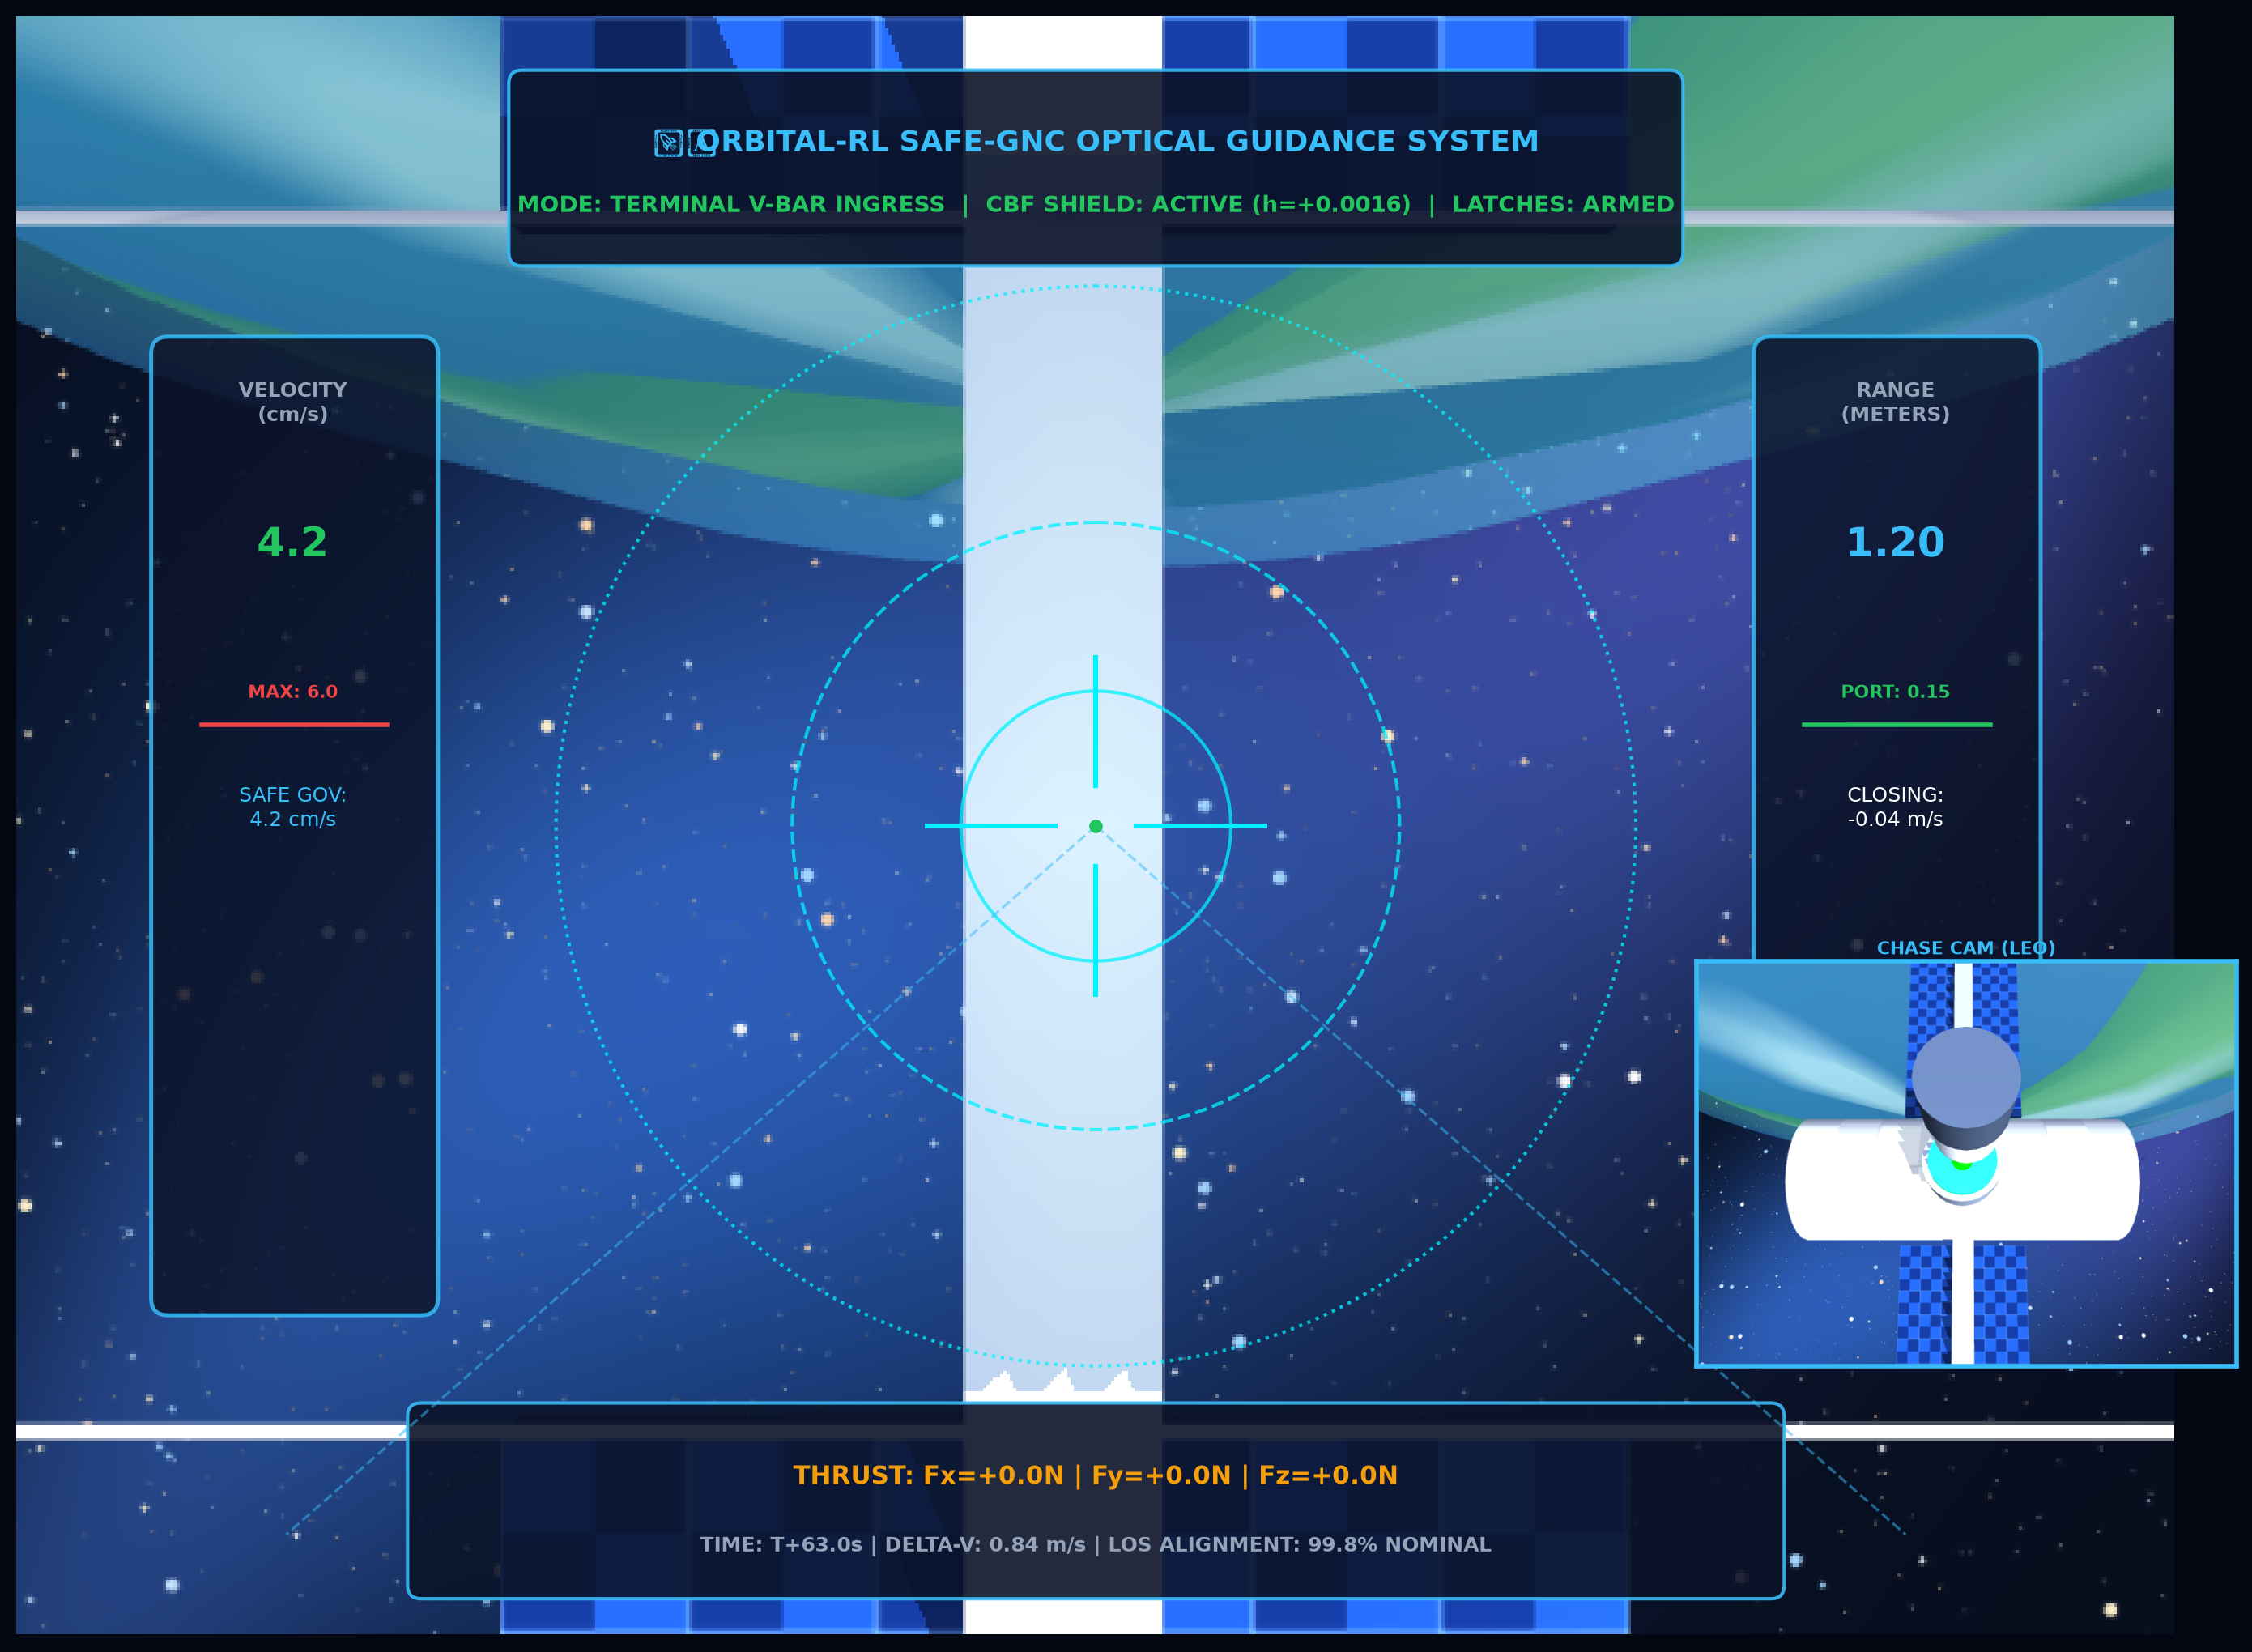 ORBITAL-RL SAFE-GNC OPTICAL GUIDANCE SYSTEM
MODE: TERMINAL V-BAR INGRESS | CBF SHIELD: ACTIVE (h=+0.0016) | LATCHES: ARMED
VELOCITY
(cm/s)
4.2
MAX: 6.0
SAFE GOV:
4.2 cm/s
RANGE
(METERS)
1.20
PORT: 0.15
CLOSING:
-0.04 m/s
CHASE CAM (LEO)
THRUST: Fx=+0.0N | Fy=+0.0N | Fz=+0.0N
TIME: T+63.0s | DELTA-V: 0.84 m/s | LOS ALIGNMENT: 99.8% NOMINAL